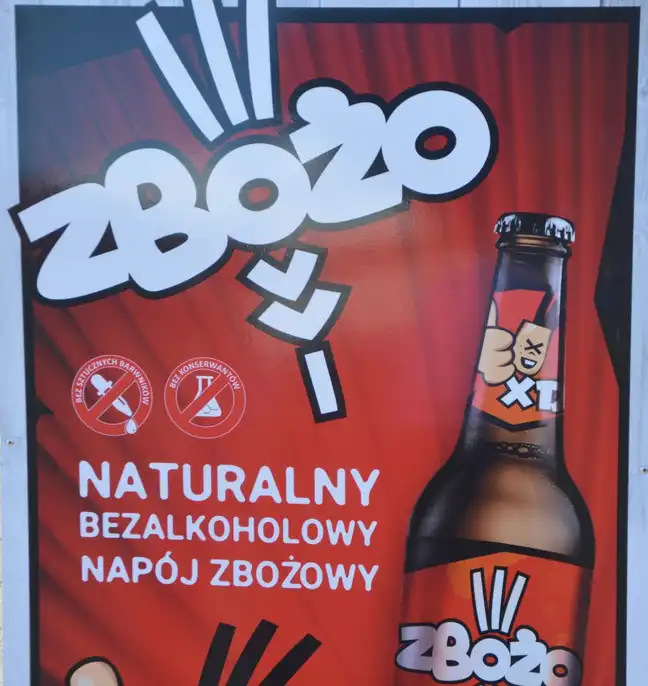 ZBOŻO
BEZ SZTUCZNYCH BARWNIKÓW
BEZ KONSERWANTÓW
NATURALNY
BEZALKOHOLOWY
NAPÓJ ZBOŻOWY
ZBOŻO